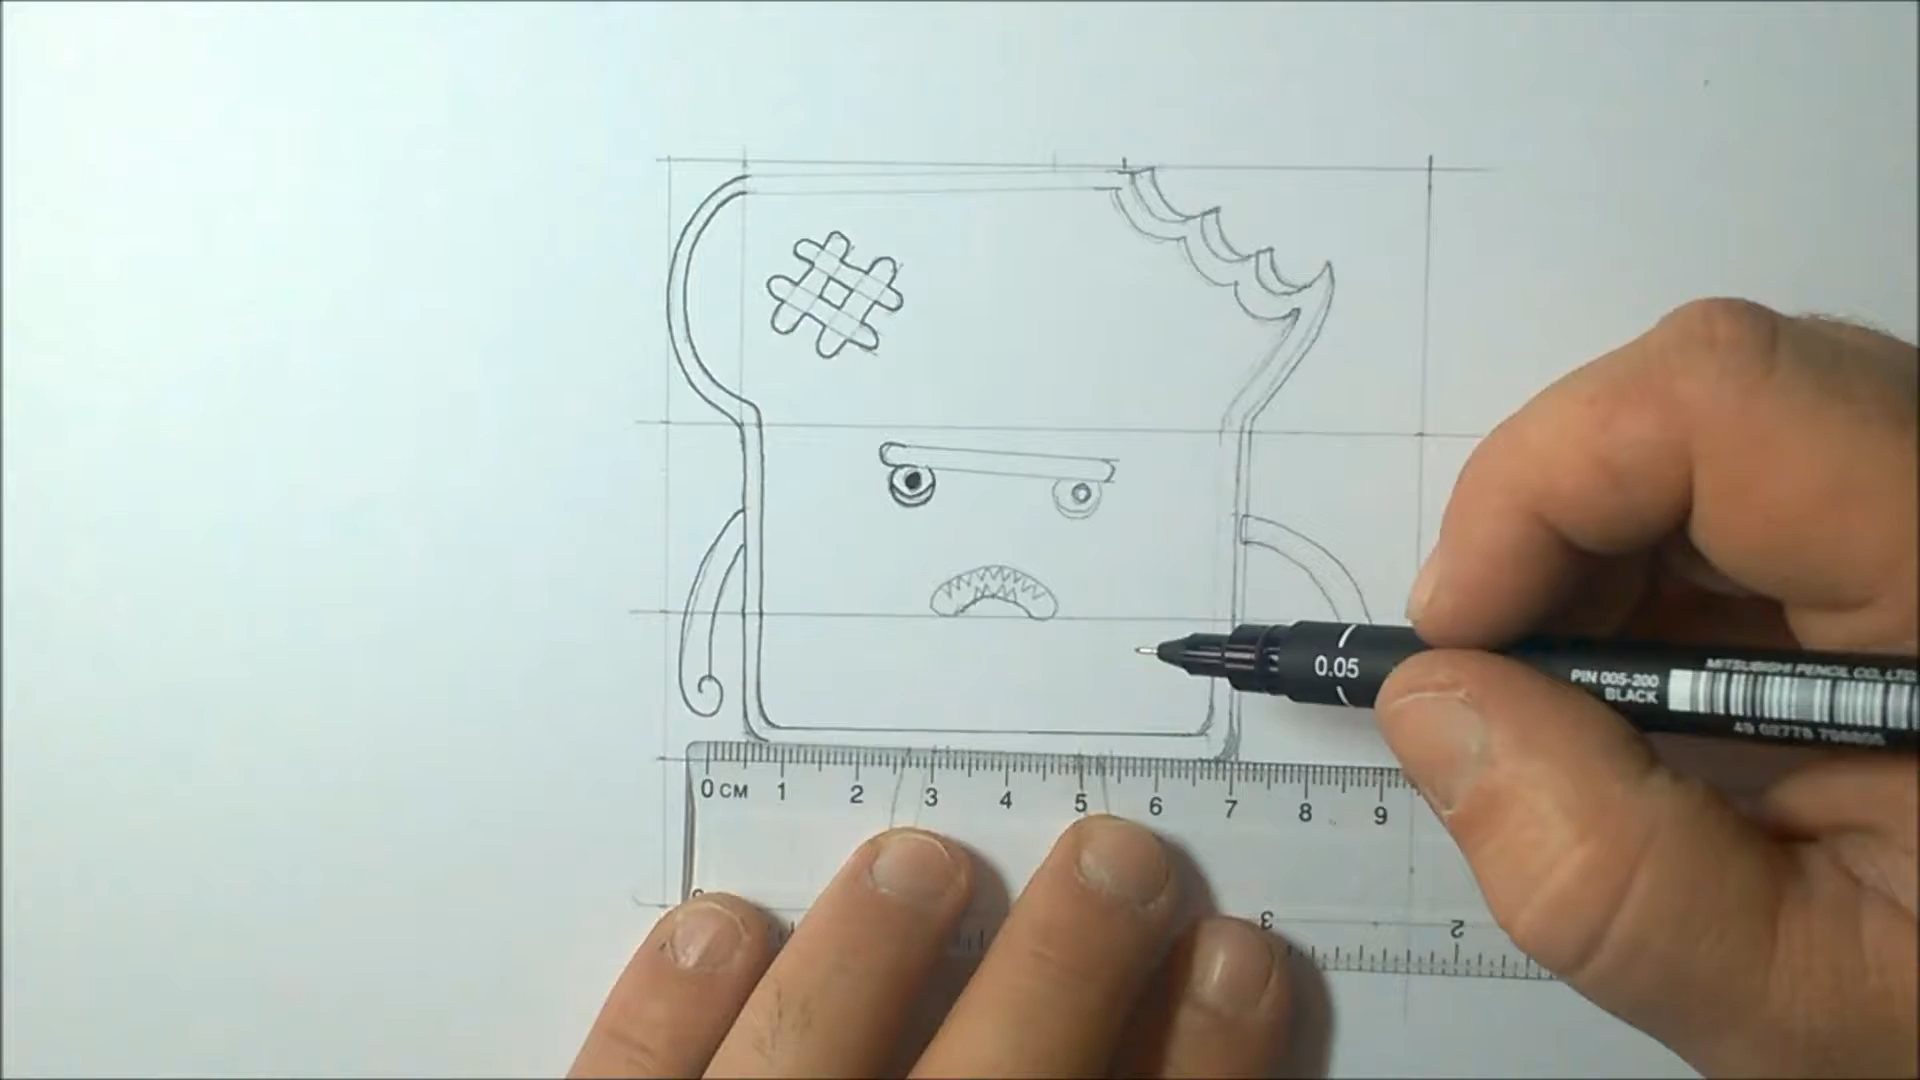 0.05
PIN 005-200
BLACK
MITSUBISHI PENCIL CO., LTD.
0 CM 1 2 3 4 5 6 7 8 9
3 2